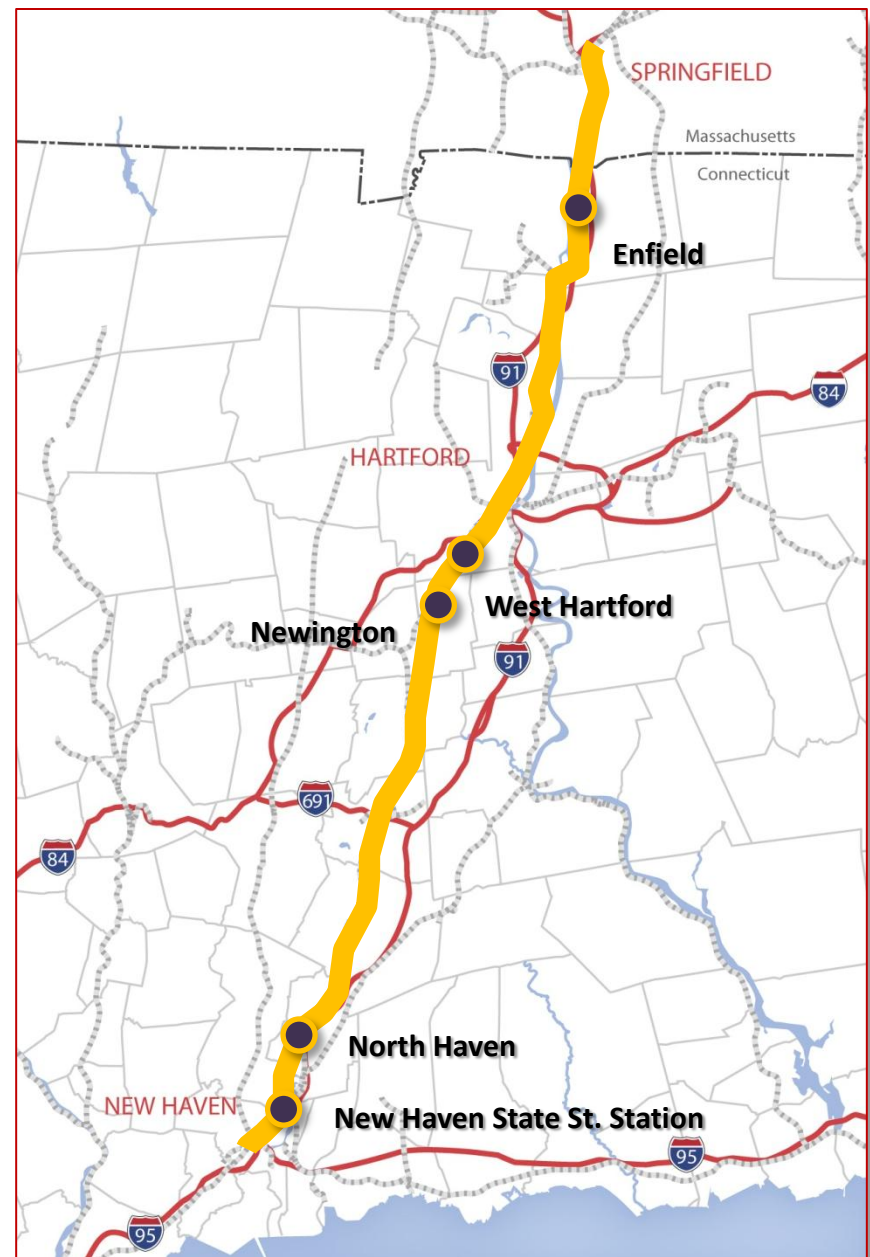 SPRINGFIELD
Massachusetts
Connecticut
Enfield
91
84
HARTFORD
West Hartford
Newington
91
691
84
North Haven
NEW HAVEN
New Haven State St. Station
95
95